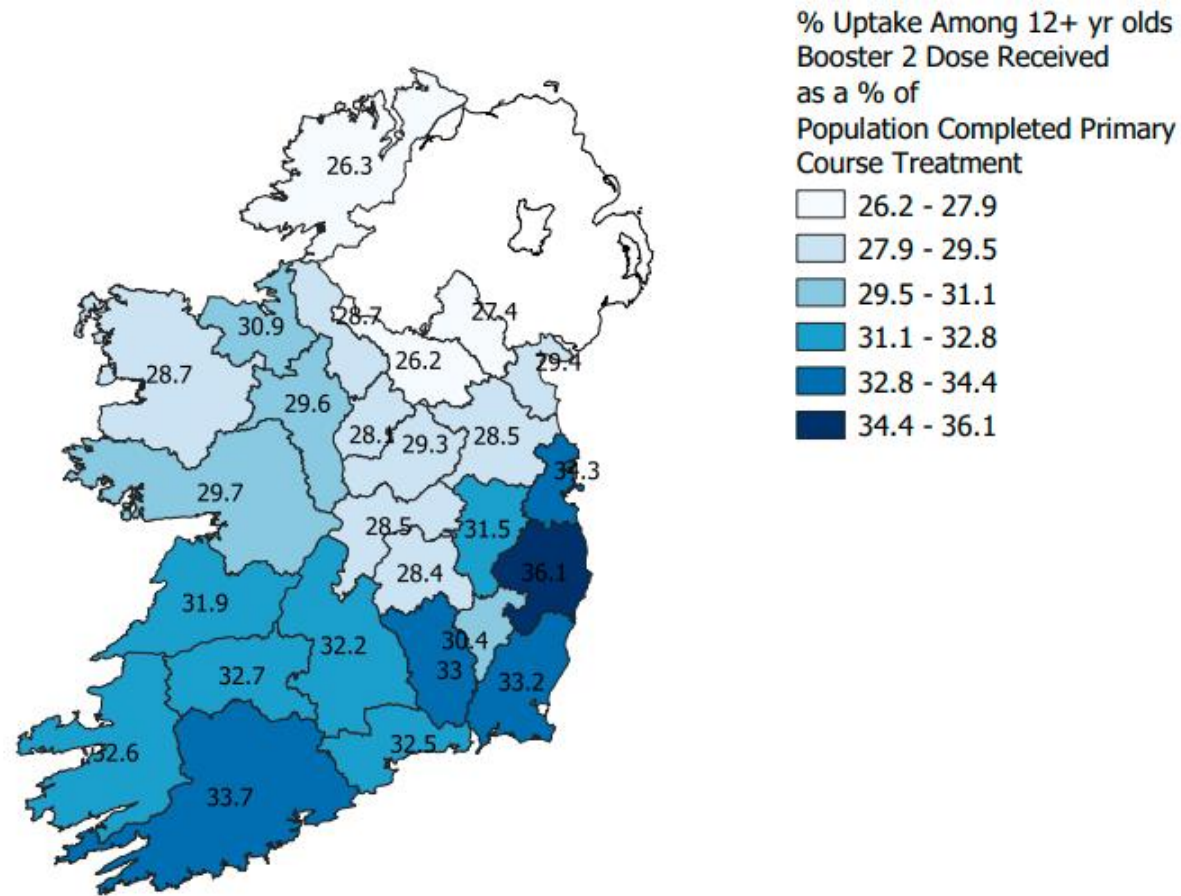 % Uptake Among 12+ yr olds
Booster 2 Dose Received
as a % of
Population Completed Primary
Course Treatment
26.2 - 27.9
27.9 - 29.5
29.5 - 31.1
31.1 - 32.8
32.8 - 34.4
34.4 - 36.1
26.3
28.7
27.4
30.9
26.2
29.4
28.7
29.6
28.1
29.3
28.5
34.3
29.7
28.5
31.5
28.4
36.1
31.9
30.4
32.2
33
32.7
33.2
32.5
32.6
33.7